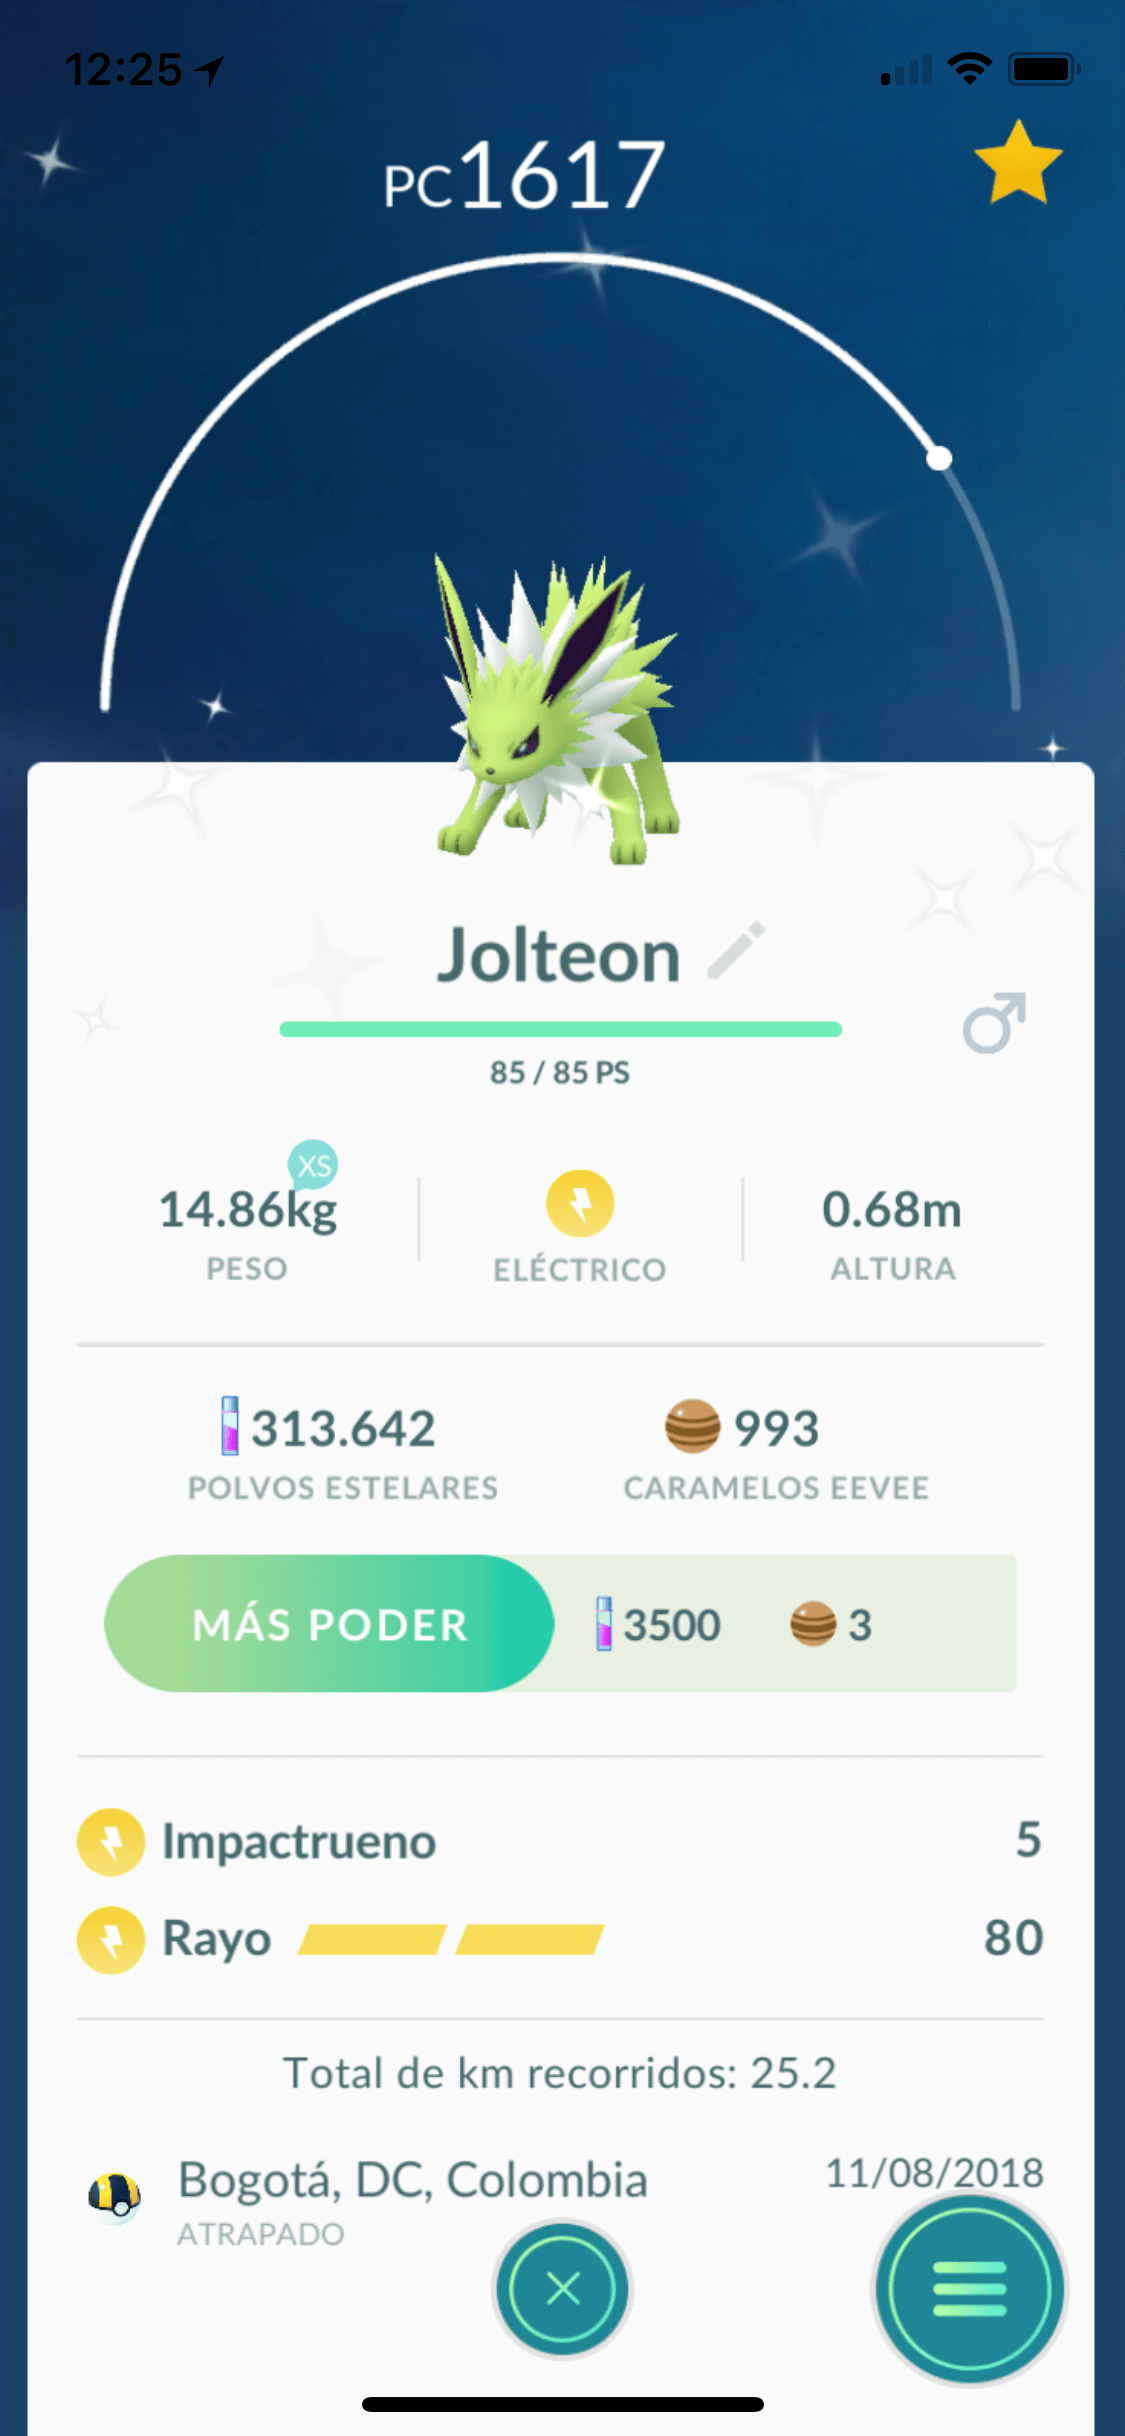 12:25
PC1617
Jolteon
85 / 85 PS
XS
14.86kg
PESO
ELÉCTRICO
0.68m
ALTURA
313.642
POLVOS ESTELARES
993
CARAMELOS EEVEE
MÁS PODER 3500 3
Impactrueno 5
Rayo 80
Total de km recorridos: 25.2
Bogotá, DC, Colombia 11/08/2018
ATRAPADO